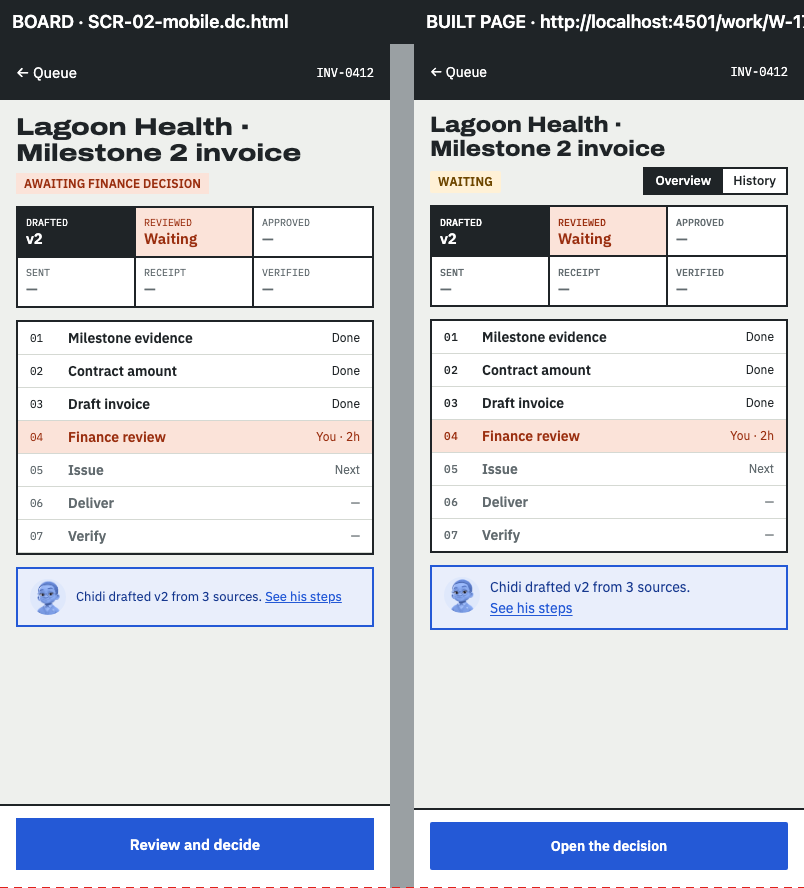 BOARD · SCR-02-mobile.dc.html
← Queue
INV-0412
Lagoon Health ·
Milestone 2 invoice
AWAITING FINANCE DECISION
DRAFTED
v2
REVIEWED
Waiting
APPROVED
—
SENT
—
RECEIPT
—
VERIFIED
—
01 Milestone evidence Done
02 Contract amount Done
03 Draft invoice Done
04 Finance review You · 2h
05 Issue Next
06 Deliver —
07 Verify —
Chidi drafted v2 from 3 sources. See his steps
Review and decide
BUILT PAGE · http://localhost:4501/work/W-17
← Queue
INV-0412
Lagoon Health ·
Milestone 2 invoice
WAITING
Overview History
DRAFTED
v2
REVIEWED
Waiting
APPROVED
—
SENT
—
RECEIPT
—
VERIFIED
—
01 Milestone evidence Done
02 Contract amount Done
03 Draft invoice Done
04 Finance review You · 2h
05 Issue Next
06 Deliver —
07 Verify —
Chidi drafted v2 from 3 sources.
See his steps
Open the decision